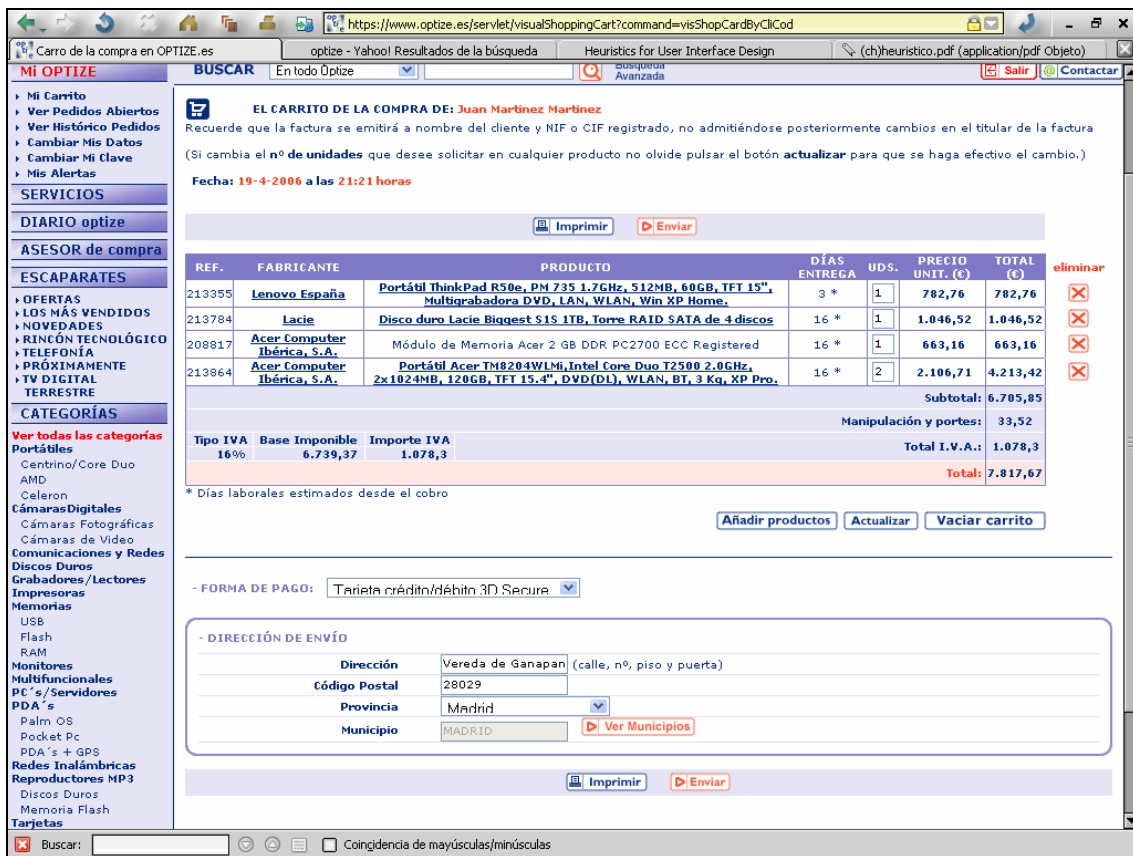 https://www.optize.es/servlet/visualShoppingCart?command=visShopCardByCliCod
Carro de la compra en OPTIZE.es
optize - Yahoo! Resultados de la búsqueda
Heuristics for User Interface Design
(ch)heuristico.pdf (application/pdf Objeto)
Mi OPTIZE
BUSCAR En todo Optize Búsqueda Avanzada Salir Contactar
Mi Carrito
Ver Pedidos Abiertos
Ver Histórico Pedidos
Cambiar Mis Datos
Cambiar Mi Clave
Mis Alertas
SERVICIOS
DIARIO optize
ASESOR de compra
ESCAPARATES
OFERTAS
LOS MÁS VENDIDOS
NOVEDADES
RINCÓN TECNOLÓGICO
TELEFONÍA
PRÓXIMAMENTE
TV DIGITAL
TERRESTRE
CATEGORÍAS
Ver todas las categorías
Portátiles
Centrino/Core Duo
AMD
Celeron
CámarasDigitales
Cámaras Fotográficas
Cámaras de Video
Comunicaciones y Redes
Discos Duros
Grabadores/Lectores
Impresoras
Memorias
USB
Flash
RAM
Monitores
Multifuncionales
PC´s/Servidores
PDA´s
Palm OS
Pocket Pc
PDA´s + GPS
Redes Inalámbricas
Reproductores MP3
Discos Duros
Memoria Flash
Tarjetas
EL CARRITO DE LA COMPRA DE: Juan Martinez Martinez
Recuerde que la factura se emitirá a nombre del cliente y NIF o CIF registrado, no admitiéndose posteriormente cambios en el titular de la factura
(Si cambia el nº de unidades que desee solicitar en cualquier producto no olvide pulsar el botón actualizar para que se haga efectivo el cambio.)
Fecha: 19-4-2006 a las 21:21 horas
Imprimir Enviar
REF. FABRICANTE PRODUCTO DÍAS ENTREGA UDS. PRECIO UNIT. (€) TOTAL (€) eliminar
213355 Lenovo España Portátil ThinkPad R50e, PM 735 1.7GHz, 512MB, 60GB, TFT 15", 3 * 1 782,76 782,76
Multigrabadora DVD, LAN, WLAN, Win XP Home.
213784 Lacie Disco duro Lacie Biggest S1S 1TB, Torre RAID SATA de 4 discos 16 * 1 1.046,52 1.046,52
208817 Acer Computer Ibérica, S.A. Módulo de Memoria Acer 2 GB DDR PC2700 ECC Registered 16 * 1 663,16 663,16
213864 Acer Computer Ibérica, S.A. Portátil Acer TM8204WLMi,Intel Core Duo T2500 2.0GHz, 16 * 2 2.106,71 4.213,42
2x1024MB, 120GB, TFT 15.4", DVD(DL), WLAN, BT, 3 Kg, XP Pro.
Subtotal: 6.705,85
Manipulación y portes: 33,52
Tipo IVA Base Imponible Importe IVA
16% 6.739,37 1.078,3
Total I.V.A.: 1.078,3
Total: 7.817,67
* Días laborales estimados desde el cobro
Añadir productos Actualizar Vaciar carrito
- FORMA DE PAGO: Tarjeta crédito/débito 3D Secure
- DIRECCIÓN DE ENVÍO
Dirección Vereda de Ganapan (calle, nº, piso y puerta)
Código Postal 28029
Provincia Madrid
Municipio MADRID Ver Municipios
Imprimir Enviar
Buscar: Coincidencia de mayúsculas/minúsculas